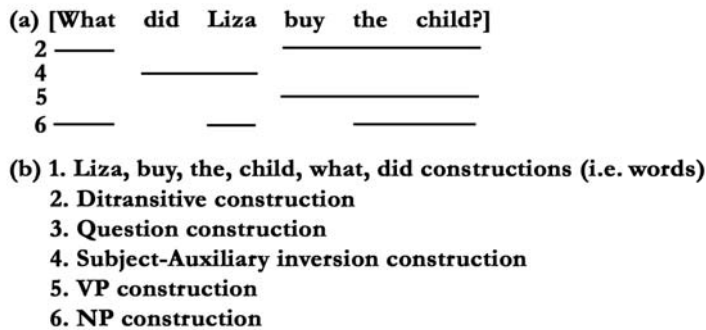 (a) [What did Liza buy the child?]
2
4
5
6
(b) 1. Liza, buy, the, child, what, did constructions (i.e. words)
2. Ditransitive construction
3. Question construction
4. Subject-Auxiliary inversion construction
5. VP construction
6. NP construction